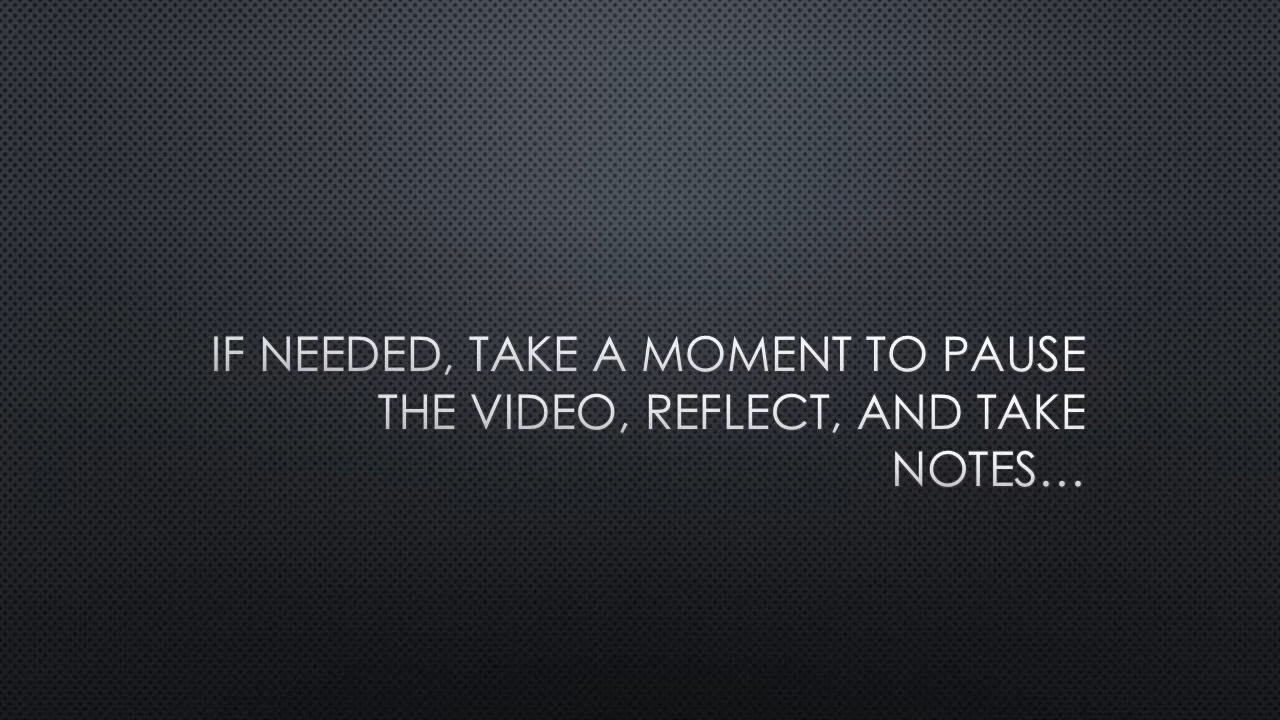 IF NEEDED, TAKE A MOMENT TO PAUSE
THE VIDEO, REFLECT, AND TAKE
NOTES…